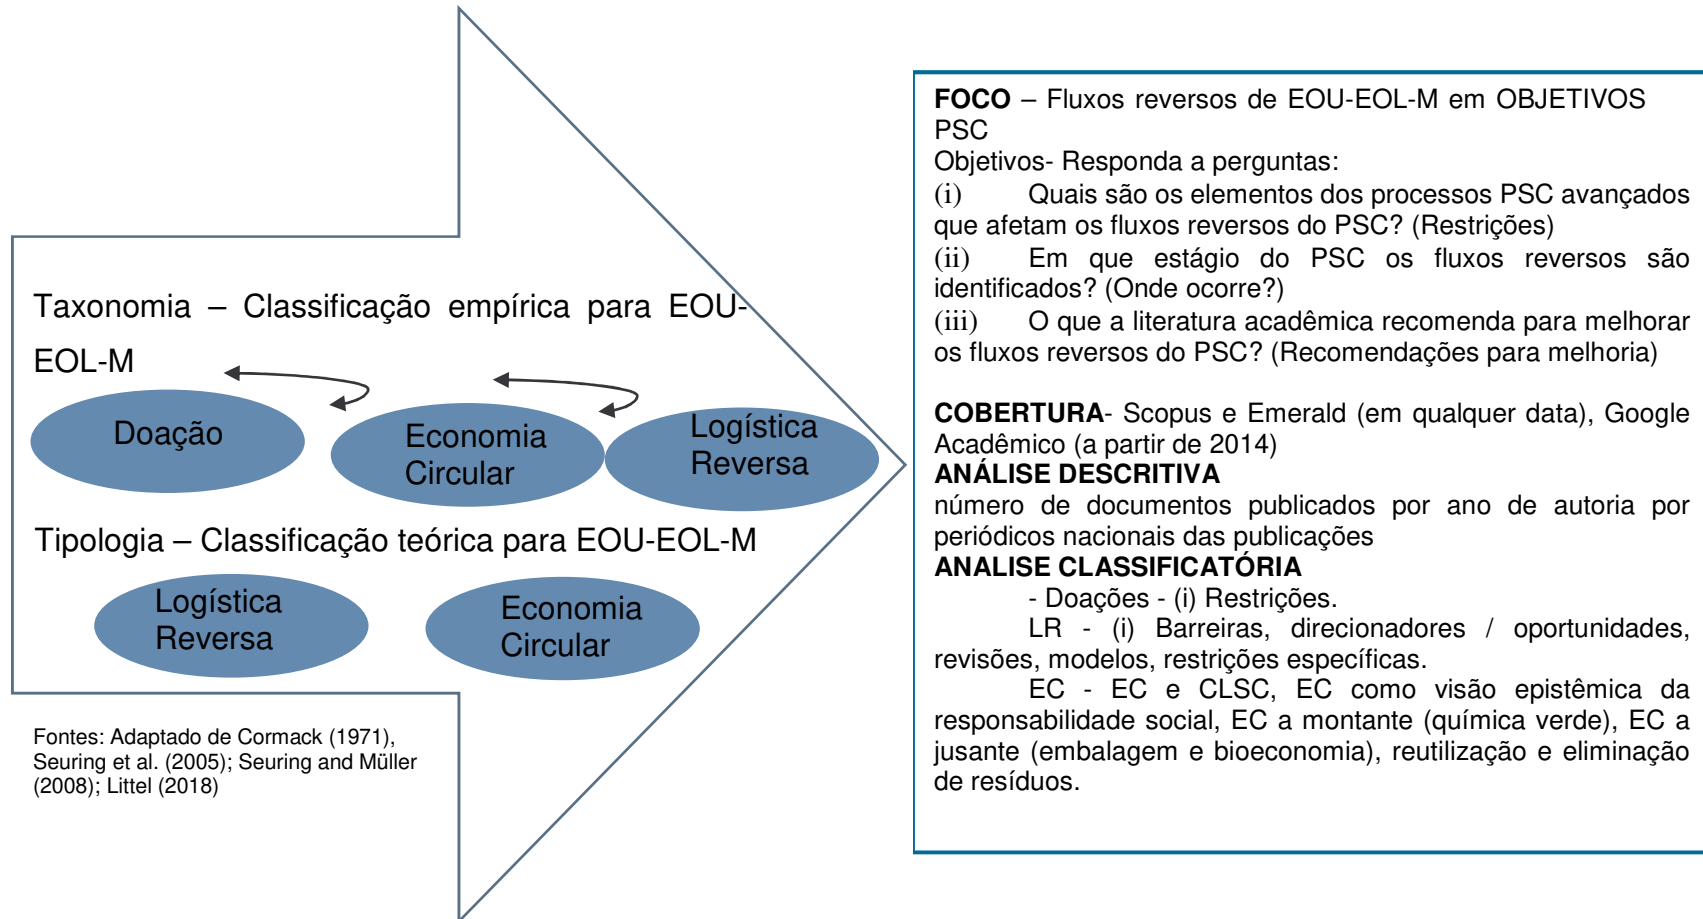 Taxonomia – Classificação empírica para EOU-
EOL-M
Doação
Economia
Circular
Logística
Reversa
Tipologia – Classificação teórica para EOU-EOL-M
Logística
Reversa
Economia
Circular
Fontes: Adaptado de Cormack (1971),
Seuring et al. (2005); Seuring and Müller
(2008); Littel (2018)
FOCO – Fluxos reversos de EOU-EOL-M em OBJETIVOS
PSC
Objetivos- Responda a perguntas:
(i) Quais são os elementos dos processos PSC avançados
que afetam os fluxos reversos do PSC? (Restrições)
(ii) Em que estágio do PSC os fluxos reversos são
identificados? (Onde ocorre?)
(iii) O que a literatura acadêmica recomenda para melhorar
os fluxos reversos do PSC? (Recomendações para melhoria)
COBERTURA- Scopus e Emerald (em qualquer data), Google
Acadêmico (a partir de 2014)
ANÁLISE DESCRITIVA
número de documentos publicados por ano de autoria por
periódicos nacionais das publicações
ANALISE CLASSIFICATÓRIA
- Doações - (i) Restrições.
LR - (i) Barreiras, direcionadores / oportunidades,
revisões, modelos, restrições específicas.
EC - EC e CLSC, EC como visão epistêmica da
responsabilidade social, EC a montante (química verde), EC a
jusante (embalagem e bioeconomia), reutilização e eliminação
de resíduos.